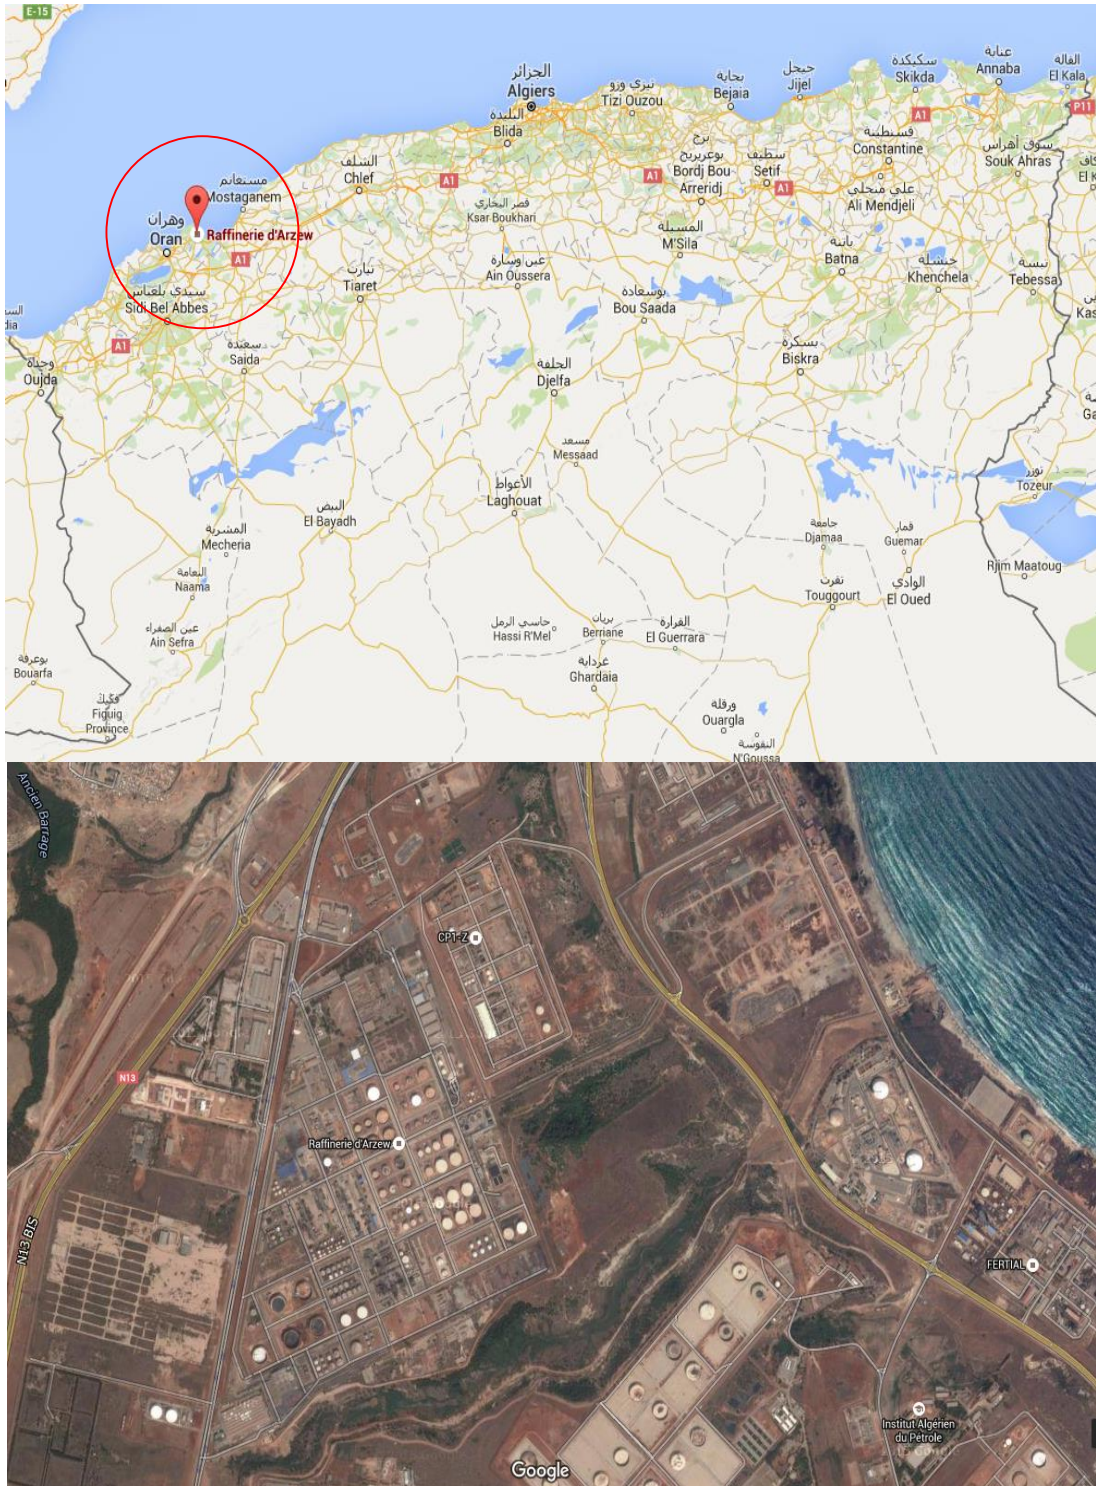 E-15
الجزائر
Algiers
تيزي وزو
Tizi Ouzou
بجاية
Bejaia
جيجل
Jijel
سكيكدة
Skikda
عنابة
Annaba
القالة
El Kala
P11
A1
البليدة
Blida
قسنطينة
Constantine
سوق أهراس
Souk Ahras
برج
بوعريريج
Bordj Bou
Arreridj
سطيف
Setif
A1
A1
الشلف
Chlef
A1
علي منجلي
Ali Mendjeli
مستغانم
Mostaganem
قصر البخاري
Ksar Boukhari
وهران
Oran
Raffinerie d'Arzew
المسيلة
M'Sila
باتنة
Batna
خنشلة
Khenchela
تبسة
Tebessa
A1
تيارت
Tiaret
عين وسارة
Ain Oussera
سيدي بلعباس
Sidi Bel Abbes
بوسعادة
Bou Saada
A1
سعيدة
Saida
وجدة
Oujda
الجلفة
Djelfa
بسكرة
Biskra
مسعد
Messaad
الأغواط
Laghouat
توزر
Tozeur
البيض
El Bayadh
المشرية
Mecheria
جامعة
Djamaa
قمار
Guemar
Rjim Maatoug
النعامة
Naama
تقرت
Touggourt
الوادي
El Oued
عين الصفراء
Ain Sefra
حاسي الرمل
Hassi R'Mel
بريان
Berriane
القرارة
El Guerrara
بوعرفة
Bouarfa
غرداية
Ghardaia
فكيك
Figuig
Province
ورقلة
Ouargla
النقوسة
N'Goussa
Ancien Barrage
CP1-Z
N13
Raffinerie d'Arzew
N13 BIS
FERTIAL
Institut Algérien
du Pétrole
Google